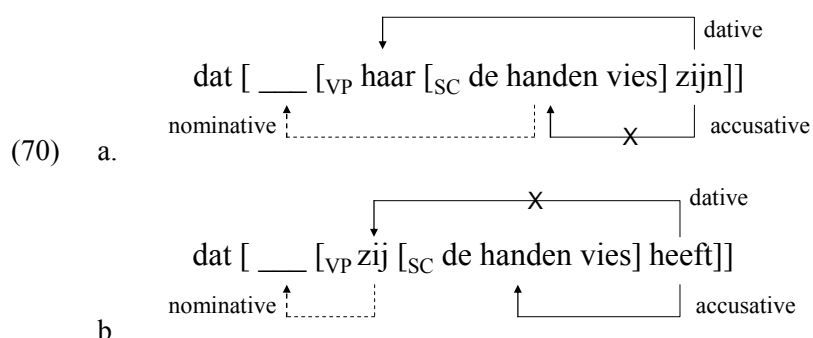 dative
dat [ ___ [VP haar [SC de handen vies] zijn]]
nominative X accusative
(70) a.
X dative
dat [ ___ [VP zij [SC de handen vies] heeft]]
nominative accusative
b